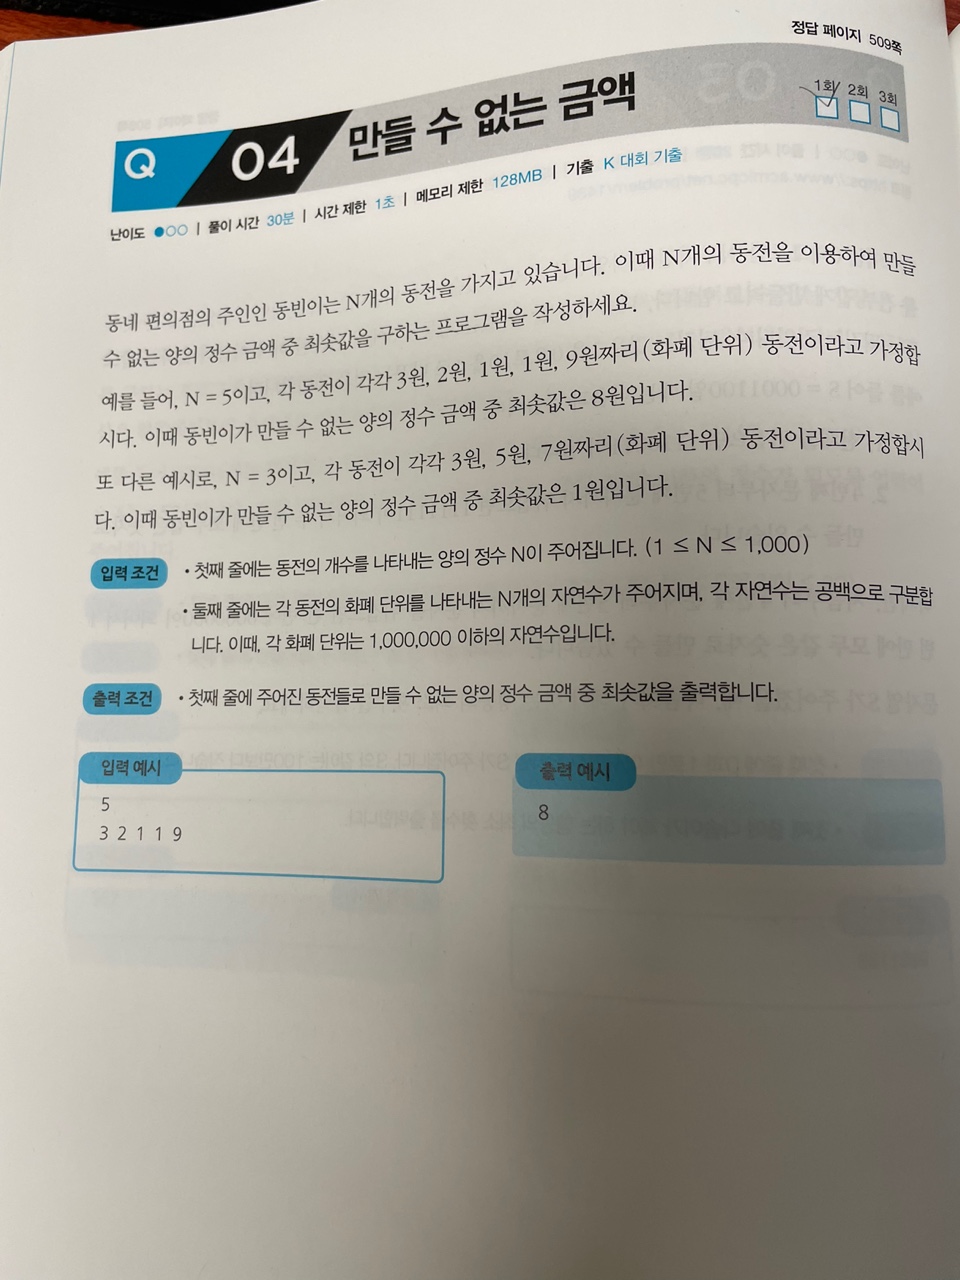 정답 페이지 509쪽
Q 04 만들 수 없는 금액
1회 2회 3회
난이도 ●○○ | 풀이 시간 30분 | 시간 제한 1초 | 메모리 제한 128MB | 기출 K 대회 기출
동네 편의점의 주인인 동빈이는 N개의 동전을 가지고 있습니다. 이때 N개의 동전을 이용하여 만들
수 없는 양의 정수 금액 중 최솟값을 구하는 프로그램을 작성하세요.
예를 들어, N = 5이고, 각 동전이 각각 3원, 2원, 1원, 1원, 9원짜리(화폐 단위) 동전이라고 가정합
시다. 이때 동빈이가 만들 수 없는 양의 정수 금액 중 최솟값은 8원입니다.
또 다른 예시로, N = 3이고, 각 동전이 각각 3원, 5원, 7원짜리(화폐 단위) 동전이라고 가정합시
다. 이때 동빈이가 만들 수 없는 양의 정수 금액 중 최솟값은 1원입니다.
입력 조건 • 첫째 줄에는 동전의 개수를 나타내는 양의 정수 N이 주어집니다. (1 ≤ N ≤ 1,000)
• 둘째 줄에는 각 동전의 화폐 단위를 나타내는 N개의 자연수가 주어지며, 각 자연수는 공백으로 구분합
니다. 이때, 각 화폐 단위는 1,000,000 이하의 자연수입니다.
출력 조건 • 첫째 줄에 주어진 동전들로 만들 수 없는 양의 정수 금액 중 최솟값을 출력합니다.
입력 예시
5
3 2 1 1 9
출력 예시
8